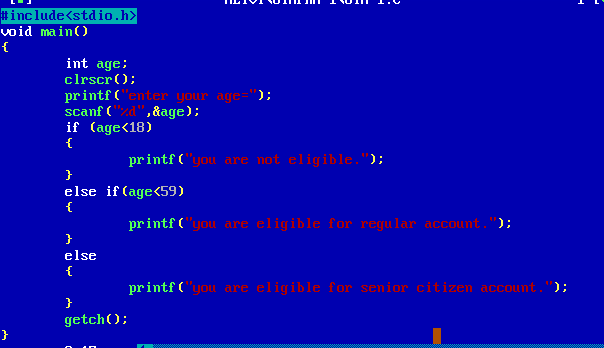 #include<stdio.h>
void main()
{
int age;
clrscr();
printf("enter your age=");
scanf("%d",&age);
if (age<18)
{
printf("you are not eligible.");
}
else if(age<59)
{
printf("you are eligible for regular account.");
}
else
{
printf("you are eligible for senior citizen account.");
}
getch();
}